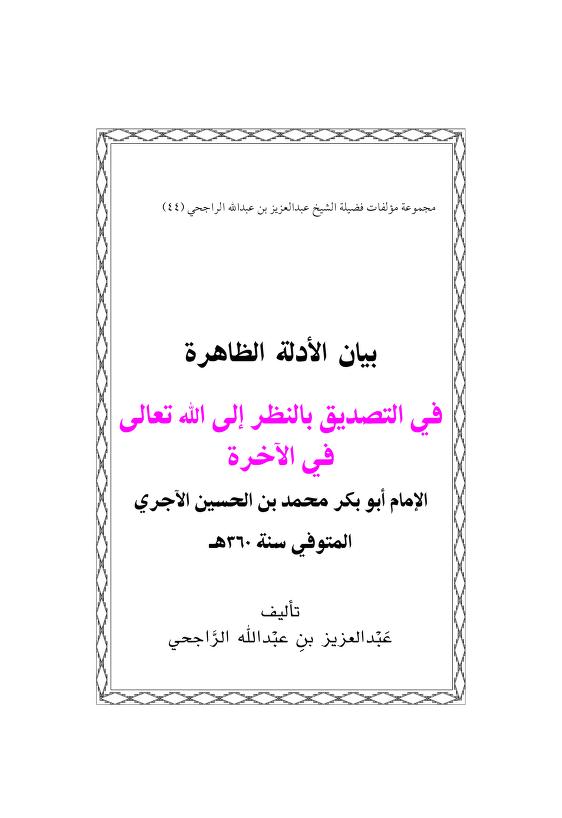 مجموعة مؤلفات فضيلة الشيخ عبدالعزيز بن عبدالله الراجحي (٤٤)
بيان الأدلة الظاهرة
في التصديق بالنظر إلى الله تعالى
في الآخرة
الإمام أبو بكر محمد بن الحسين الآجري
المتوفي سنة ٣٦٠هـ
تأليف
عَبْدالعزيز بنِ عبْدالله الرَّاجحي